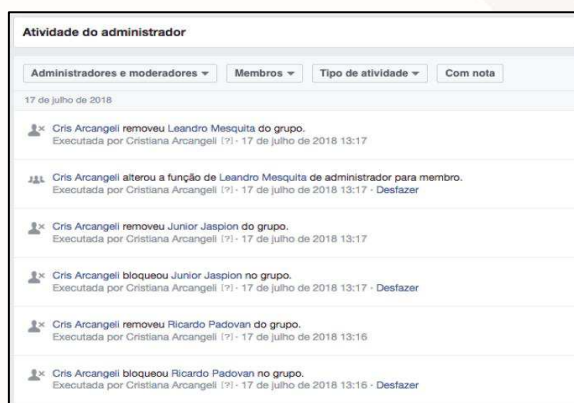 Atividade do administrador
Administradores e moderadores Membros Tipo de atividade Com nota
17 de julho de 2018
Cris Arcangeli removeu Leandro Mesquita do grupo.
Executada por Cristiana Arcangeli [?] · 17 de julho de 2018 13:17
Cris Arcangeli alterou a função de Leandro Mesquita de administrador para membro.
Executada por Cristiana Arcangeli [?] · 17 de julho de 2018 13:17 · Desfazer
Cris Arcangeli removeu Junior Jaspion do grupo.
Executada por Cristiana Arcangeli [?] · 17 de julho de 2018 13:17
Cris Arcangeli bloqueou Junior Jaspion no grupo.
Executada por Cristiana Arcangeli [?] · 17 de julho de 2018 13:17 · Desfazer
Cris Arcangeli removeu Ricardo Padovan do grupo.
Executada por Cristiana Arcangeli [?] · 17 de julho de 2018 13:16
Cris Arcangeli bloqueou Ricardo Padovan no grupo.
Executada por Cristiana Arcangeli [?] · 17 de julho de 2018 13:16 · Desfazer